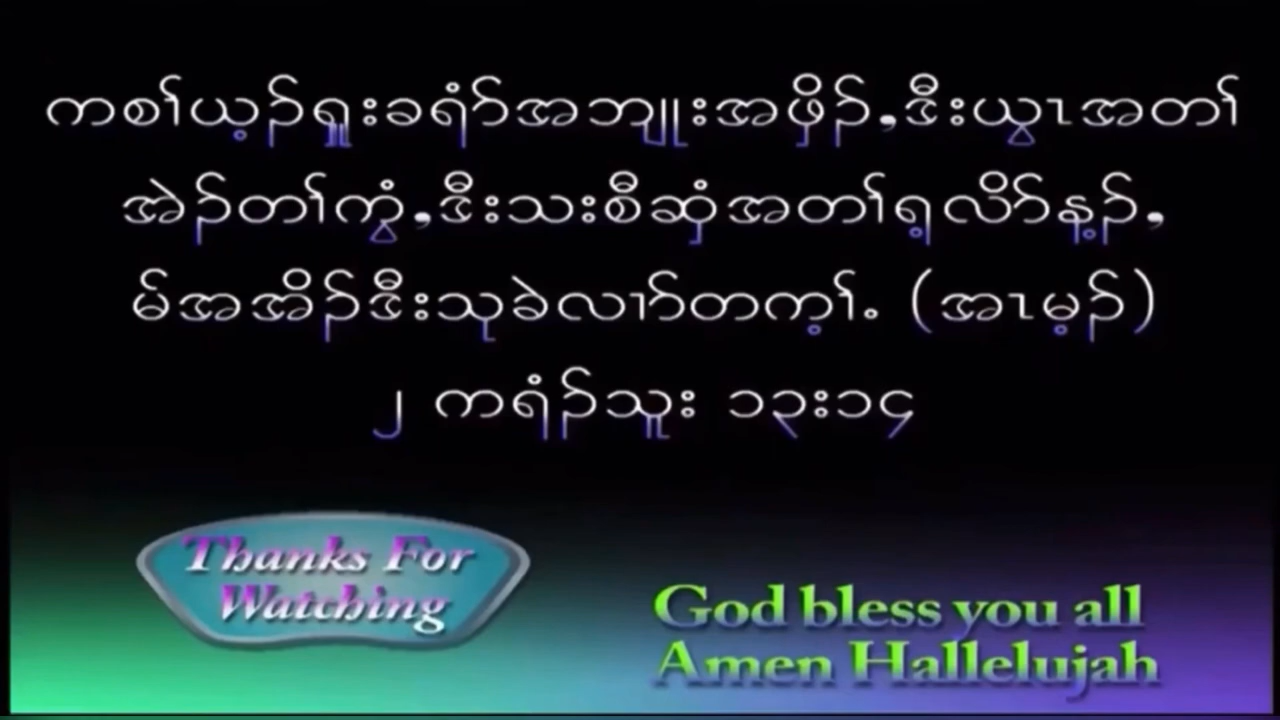 ကစၢ်ယ့ၣ်ရှူးခရံာ်အဘျုးအဖှိၣ်,ဒီးယွၤအတၢ်
အဲၣ်တၢ်ကွံ,ဒီးသးစီဆှံအတၢ်ရ့လိာ်န့ၣ်,
မ်အအိၣ်ဒီးသုခဲလၢာ်တက့ၢ်. (အၤမ့ၣ်)
၂ ကရံၣ်သူး ၁၃း၁၄
Thanks For
Watching
God bless you all
Amen Hallelujah